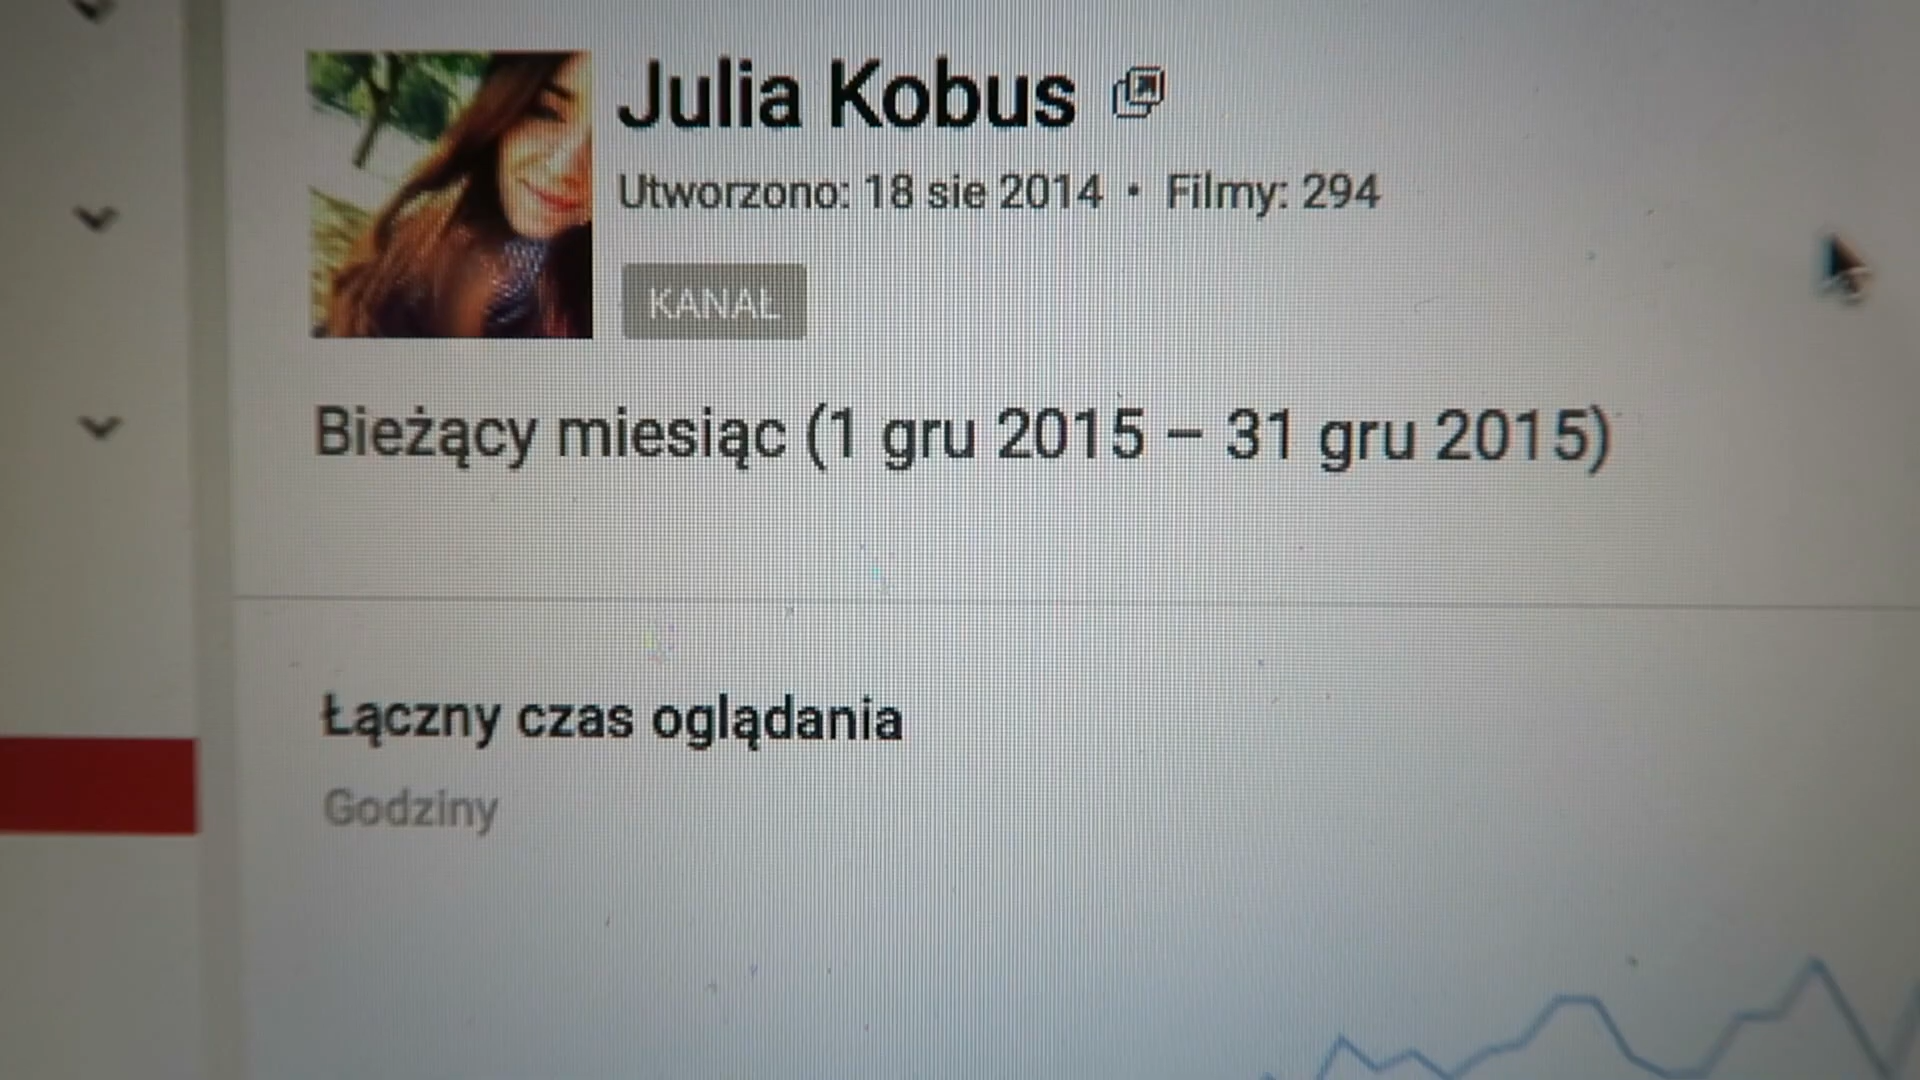 Julia Kobus
Utworzono: 18 sie 2014 • Filmy: 294
KANAŁ
Bieżący miesiąc (1 gru 2015 – 31 gru 2015)
Łączny czas oglądania
Godziny